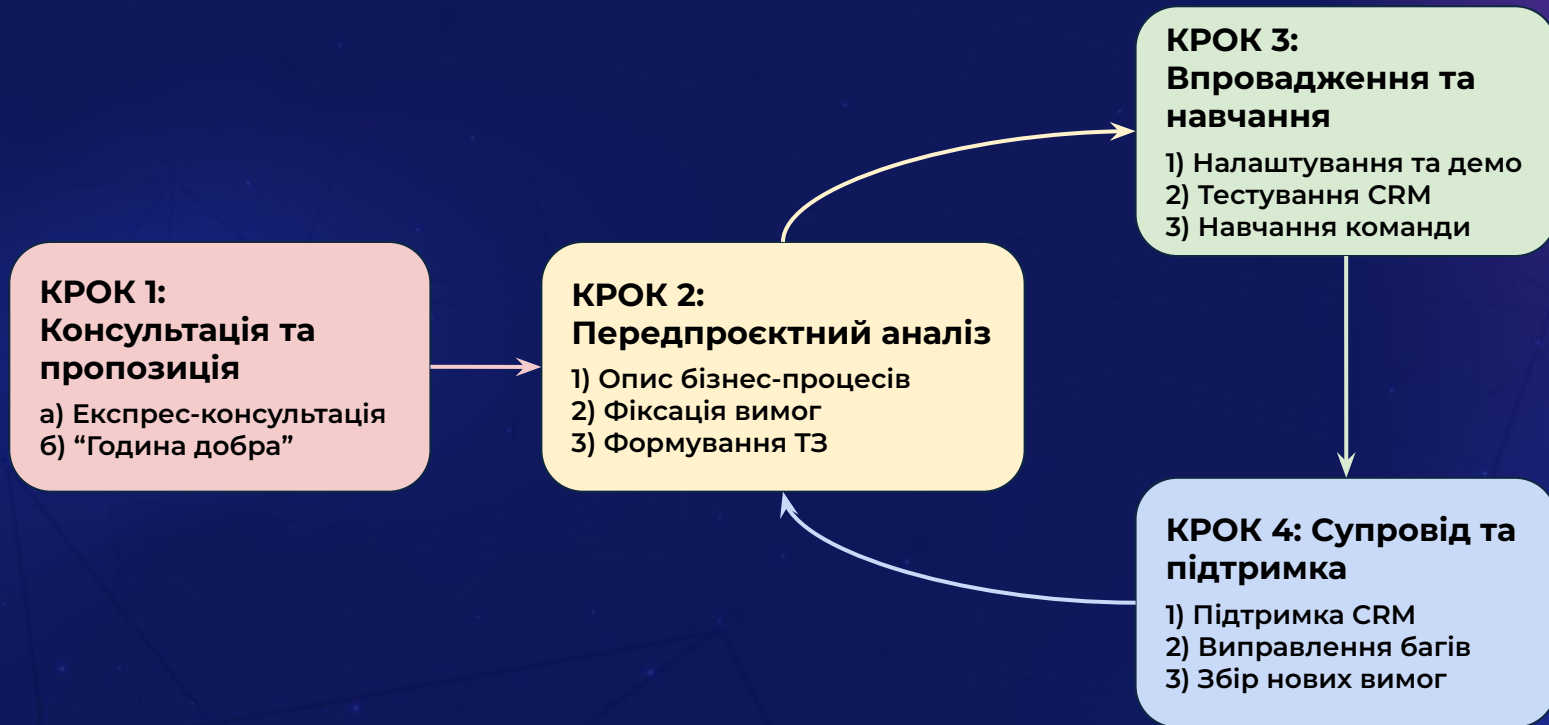 КРОК 1:
Консультація та
пропозиція
а) Експрес-консультація
б) “Година добра”
КРОК 2:
Передпроєктний аналіз
1) Опис бізнес-процесів
2) Фіксація вимог
3) Формування ТЗ
КРОК 3:
Впровадження та
навчання
1) Налаштування та демо
2) Тестування CRM
3) Навчання команди
КРОК 4: Супровід та
підтримка
1) Підтримка CRM
2) Виправлення багів
3) Збір нових вимог